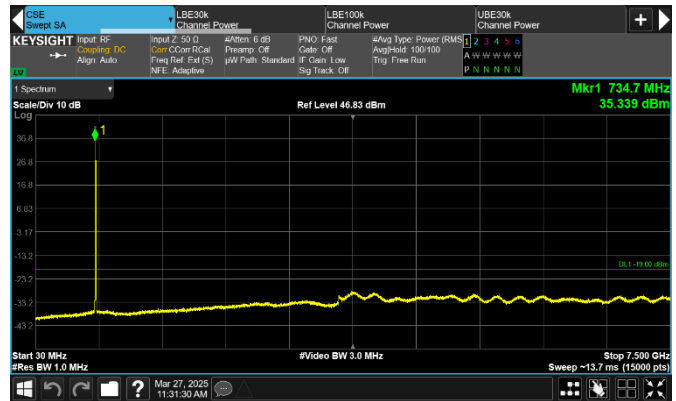 CSE
Swept SA
LBE30k
Channel Power
LBE100k
Channel Power
UBE30k
Channel Power
KEYSIGHT
Input: RF
Coupling: DC
Align: Auto
Input Z: 50 Ω
Corr CCorr RCal
Freq Ref: Ext (S)
NFE: Adaptive
#Atten: 6 dB
Preamp: Off
µW Path: Standard
PNO: Fast
Gate: Off
IF Gain: Low
Sig Track: Off
#Avg Type: Power (RMS
Avg|Hold: 100/100
Trig: Free Run
1 2 3 4 5 6
A W W W W W
P N N N N N
LXI
1 Spectrum
Mkr1 734.7 MHz
Scale/Div 10 dB
Ref Level 46.83 dBm
35.339 dBm
Log
1
36.8
26.8
16.8
6.83
-3.17
-13.2
DL1 -19.00 dBm
-23.2
-33.2
-43.2
Start 30 MHz
#Video BW 3.0 MHz
Stop 7.500 GHz
#Res BW 1.0 MHz
Sweep ~13.7 ms (15000 pts)
Mar 27, 2025
11:31:30 AM